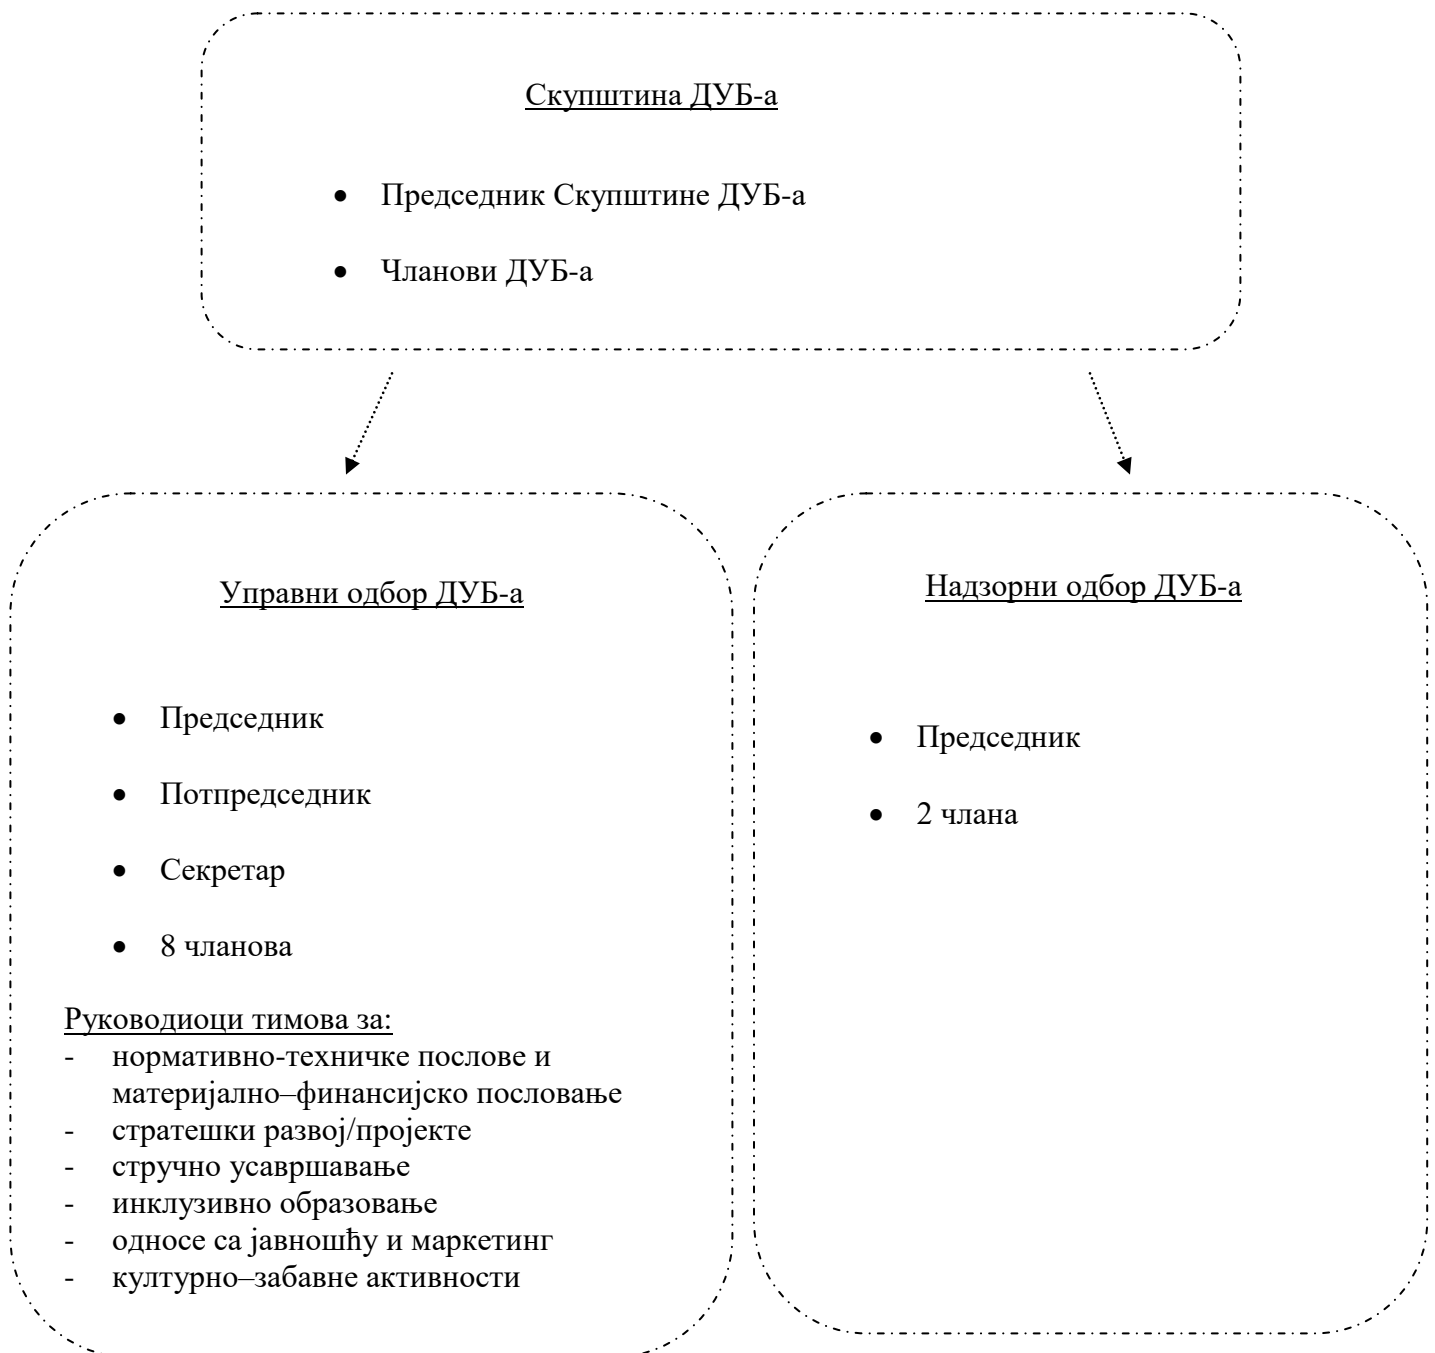 Скупштина ДУБ-а
• Председник Скупштине ДУБ-а
• Чланови ДУБ-а
Управни одбор ДУБ-а
• Председник
• Потпредседник
• Секретар
• 8 чланова
Руководиоци тимова за:
- нормативно-техничке послове и
материјално–финансијско пословање
- стратешки развој/пројекте
- стручно усавршавање
- инклузивно образовање
- односе са јавношћу и маркетинг
- културно–забавне активности
Надзорни одбор ДУБ-а
• Председник
• 2 члана